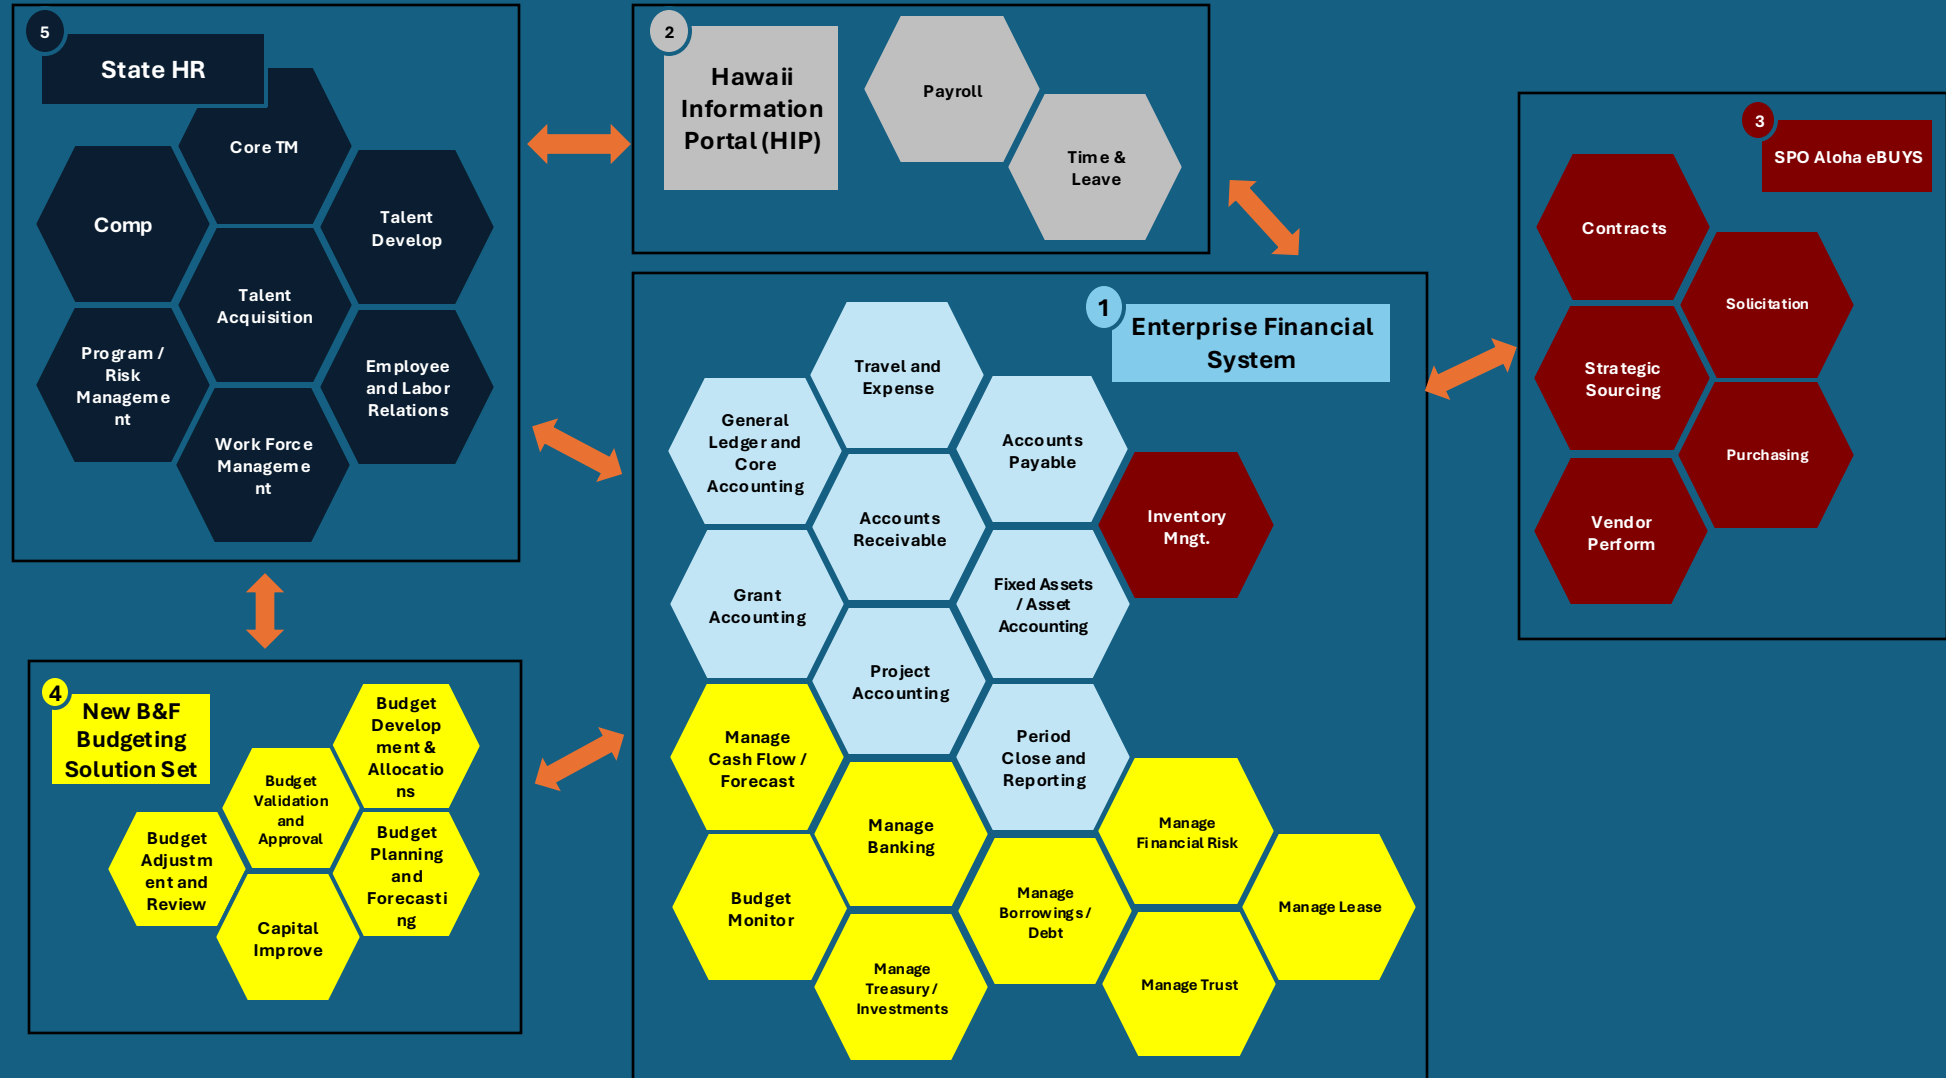 5
State HR
Core TM
Comp
Talent
Develop
Talent
Acquisition
Program /
Risk
Manageme
nt
Employee
and Labor
Relations
Work Force
Manageme
nt
2
Hawaii
Information
Portal (HIP)
Payroll
Time &
Leave
3
SPO Aloha eBUYS
Contracts
Solicitation
Strategic
Sourcing
Purchasing
Vendor
Perform
1
Enterprise Financial
System
Travel and
Expense
General
Ledger and
Core
Accounting
Accounts
Payable
Accounts
Receivable
Inventory
Mngt.
Grant
Accounting
Fixed Assets
/ Asset
Accounting
Project
Accounting
Manage
Cash Flow /
Forecast
Period
Close and
Reporting
Manage
Banking
Manage
Financial Risk
Budget
Monitor
Manage
Borrowings /
Debt
Manage Lease
Manage
Treasury /
Investments
Manage Trust
4
New B&F
Budgeting
Solution Set
Budget
Develop
ment &
Allocatio
ns
Budget
Validation
and
Approval
Budget
Adjustm
ent and
Review
Budget
Planning
and
Forecasti
ng
Capital
Improve